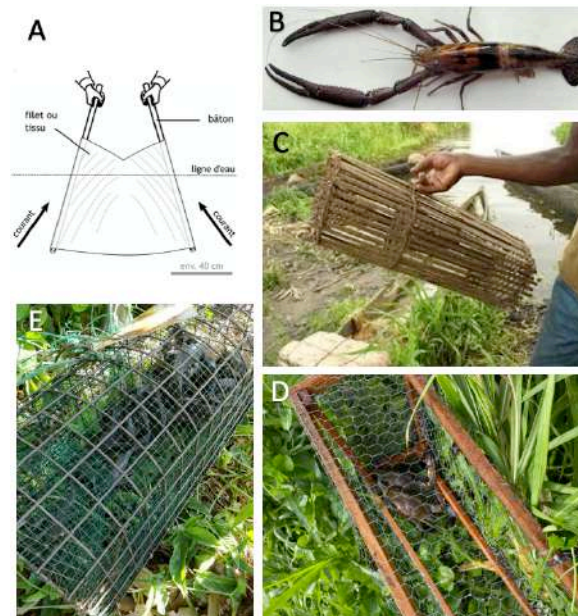 A
filet ou
tissu
bâton
ligne d'eau
courant
courant
env. 40 cm
B
C
E
D